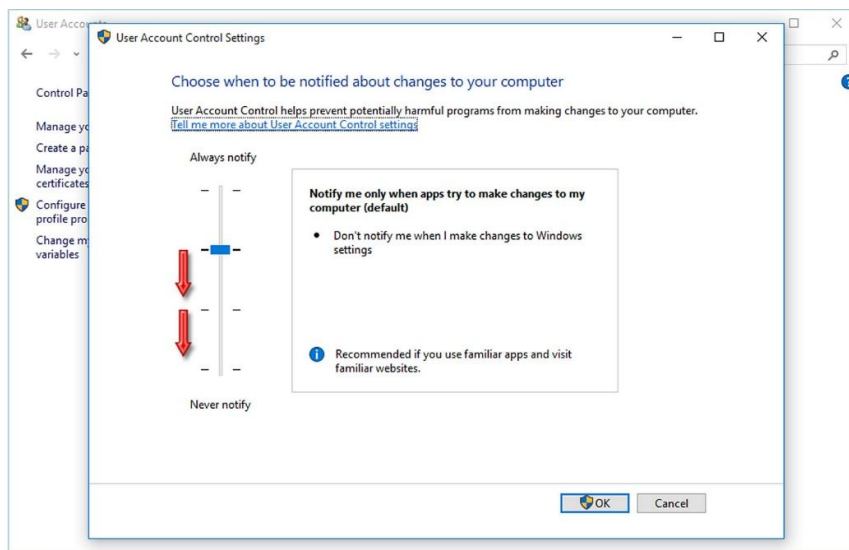 User Accounts
User Account Control Settings
Control Pa
Choose when to be notified about changes to your computer
User Account Control helps prevent potentially harmful programs from making changes to your computer.
Tell me more about User Account Control settings
Manage yo
Create a pa
Manage yo
certificates
Configure
profile pro
Change m
variables
Always notify
Notify me only when apps try to make changes to my
computer (default)
• Don't notify me when I make changes to Windows
settings
Recommended if you use familiar apps and visit
familiar websites.
Never notify
OK
Cancel